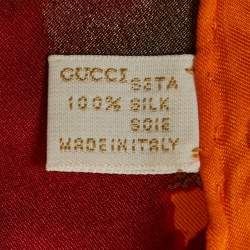 GUCCI SETA
100% SILK
SOIE
MADE IN ITALY